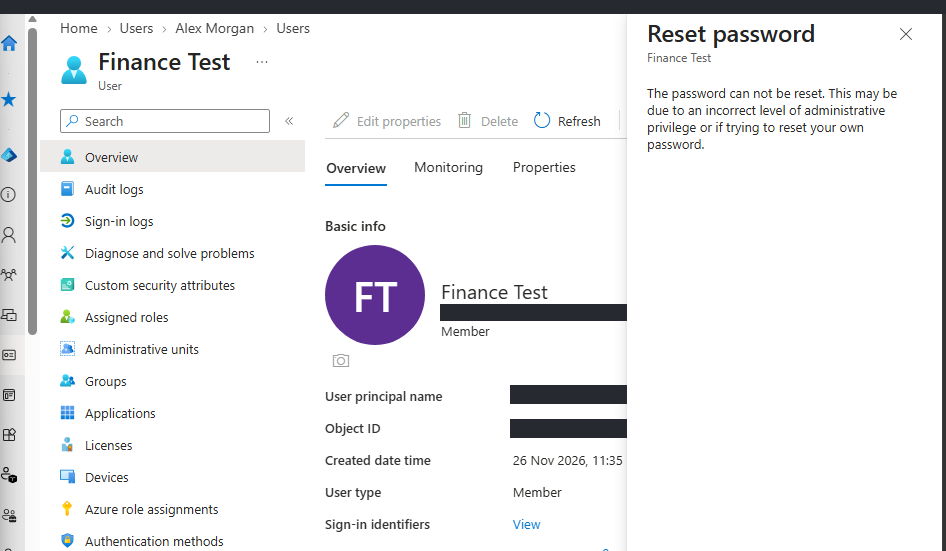 Home > Users > Alex Morgan > Users
Finance Test ...
User
Search
«
Edit properties Delete Refresh
Overview
Audit logs
Sign-in logs
Diagnose and solve problems
Custom security attributes
Assigned roles
Administrative units
Groups
Applications
Licenses
Devices
Azure role assignments
Authentication methods
Overview Monitoring Properties
Basic info
FT
Finance Test
Member
User principal name
Object ID
Created date time 26 Nov 2026, 11:35
User type Member
Sign-in identifiers View
Reset password
Finance Test
The password can not be reset. This may be
due to an incorrect level of administrative
privilege or if trying to reset your own
password.